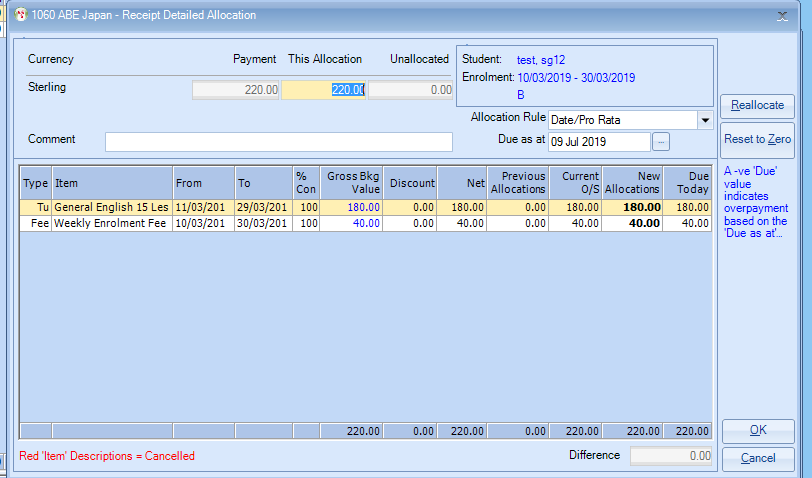 1060 ABE Japan - Receipt Detailed Allocation
Currency Payment This Allocation Unallocated
Sterling 220.00 220.00 0.00
Comment
Student: test, sg12
Enrolment: 10/03/2019 - 30/03/2019
B
Allocation Rule Date/Pro Rata
Due as at 09 Jul 2019 ...
Reallocate
Reset to Zero
A -ve 'Due'
value
indicates
overpayment
based on the
'Due as at'...
Type Item From To % Con Gross Bkg Value Discount Net Previous Allocations Current O/S New Allocations Due Today
Tu General English 15 Les 11/03/201 29/03/201 100 180.00 0.00 180.00 0.00 180.00 180.00 180.00
Fee Weekly Enrolment Fee 10/03/201 30/03/201 100 40.00 0.00 40.00 0.00 40.00 40.00 40.00
220.00 0.00 220.00 0.00 220.00 220.00 220.00
Red 'Item' Descriptions = Cancelled
Difference 0.00
OK
Cancel